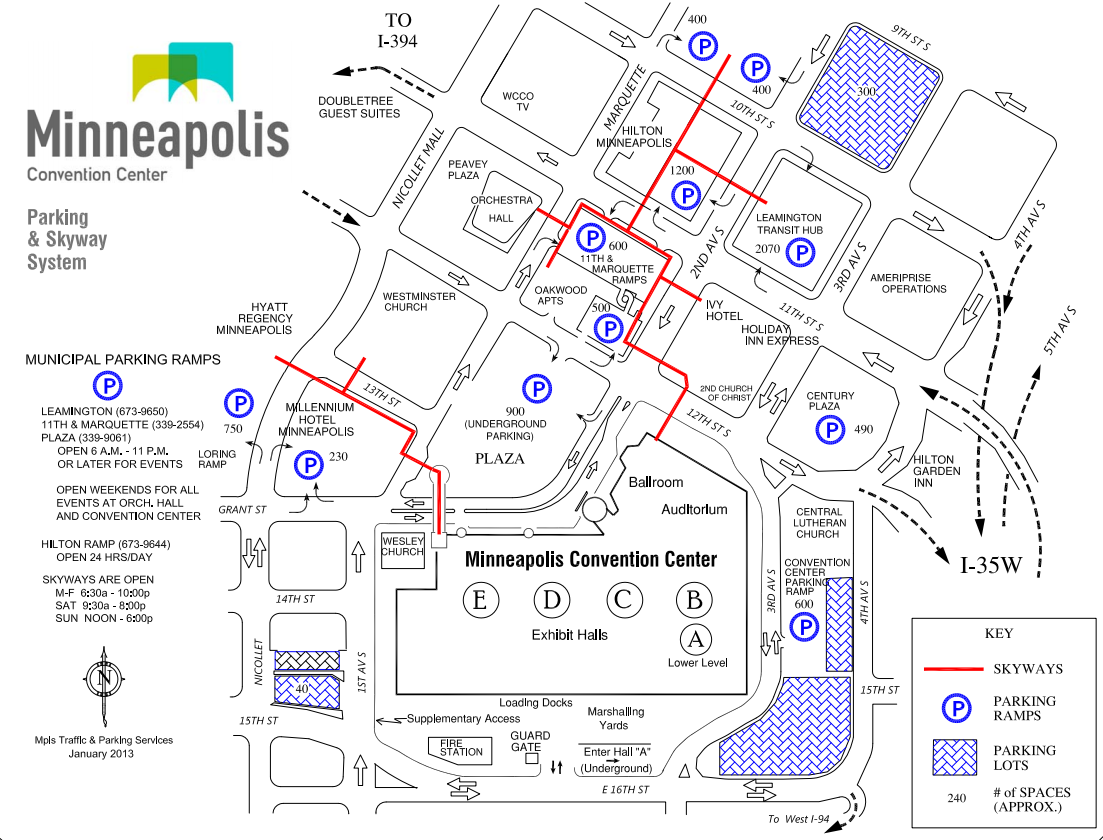 Minneapolis
Convention Center
Parking
& Skyway
System
TO
I-394
DOUBLETREE
GUEST SUITES
NICOLLET MALL
WCCO
TV
PEAVEY
PLAZA
ORCHESTRA
HALL
MARQUETTE
400
P
P
400
10TH ST S
9TH ST S
300
HILTON
MINNEAPOLIS
1200
P
LEAMINGTON
TRANSIT HUB
2070
P
2ND AV S
3RD AV S
4TH AV S
5TH AV S
AMERIPRISE
OPERATIONS
11TH ST S
P
600
11TH &
MARQUETTE
RAMPS
OAKWOOD
APTS
500
P
IVY
HOTEL
HOLIDAY
INN EXPRESS
2ND CHURCH
OF CHRIST
12TH ST S
CENTURY
PLAZA
P
490
HILTON
GARDEN
INN
I-35W
WESTMINSTER
CHURCH
HYATT
REGENCY
MINNEAPOLIS
13TH ST
MILLENNIUM
HOTEL
MINNEAPOLIS
P
230
P
750
LORING
RAMP
GRANT ST
P
900
(UNDERGROUND
PARKING)
PLAZA
MUNICIPAL PARKING RAMPS
P
LEAMINGTON (673-9650)
11TH & MARQUETTE (339-2554)
PLAZA (339-9061)
OPEN 6 A.M. - 11 P.M.
OR LATER FOR EVENTS
OPEN WEEKENDS FOR ALL
EVENTS AT ORCH. HALL
AND CONVENTION CENTER
HILTON RAMP (673-9644)
OPEN 24 HRS/DAY
SKYWAYS ARE OPEN
M-F 6:30a - 10:00p
SAT 9:30a - 8:00p
SUN NOON - 6:00p
N
Mpls Traffic & Parking Services
January 2013
WESLEY
CHURCH
Ballroom
Auditorium
Minneapolis Convention Center
E
D
C
B
A
Exhibit Halls
Lower Level
CENTRAL
LUTHERAN
CHURCH
CONVENTION
CENTER
PARKING
RAMP
600
P
3RD AV S
4TH AV S
14TH ST
NICOLLET
1ST AV S
40
15TH ST
15TH ST
Loading Docks
Supplementary Access
Marshalling
Yards
FIRE
STATION
GUARD
GATE
Enter Hall "A"
(Underground)
E 16TH ST
To West I-94
KEY
SKYWAYS
P
PARKING
RAMPS
PARKING
LOTS
240
# of SPACES
(APPROX.)